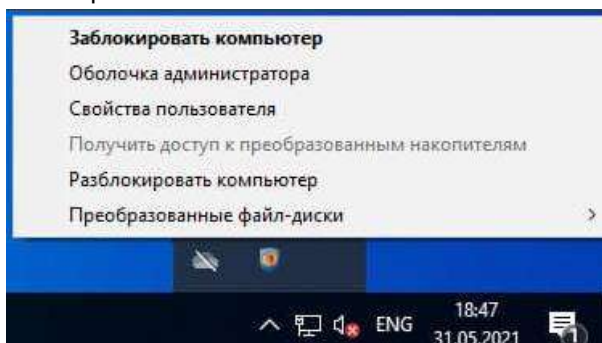 Заблокировать компьютер
Оболочка администратора
Свойства пользователя
Получить доступ к преобразованным накопителям
Разблокировать компьютер
Преобразованные файл-диски
ENG
18:47
31.05.2021
1